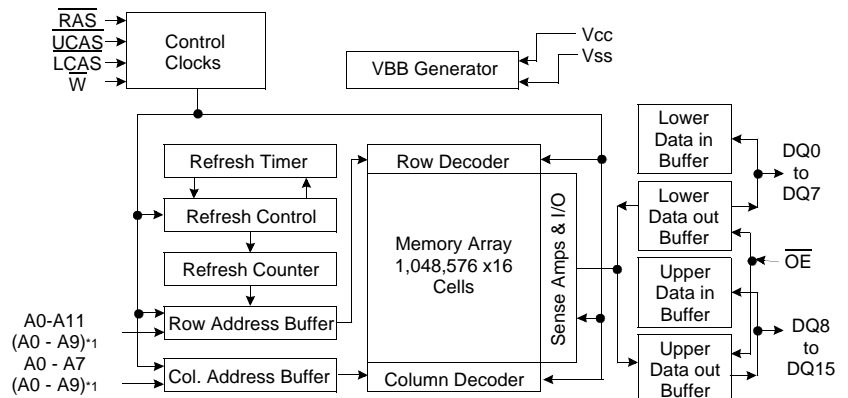 RAS
UCAS
LCAS
W
Control
Clocks
VBB Generator
Vcc
Vss
Refresh Timer
Refresh Control
Refresh Counter
Row Address Buffer
Col. Address Buffer
A0-A11
(A0 - A9)*1
A0 - A7
(A0 - A9)*1
Row Decoder
Memory Array
1,048,576 x16
Cells
Sense Amps & I/O
Column Decoder
Lower
Data in
Buffer
Lower
Data out
Buffer
Upper
Data in
Buffer
Upper
Data out
Buffer
DQ0
to
DQ7
OE
DQ8
to
DQ15